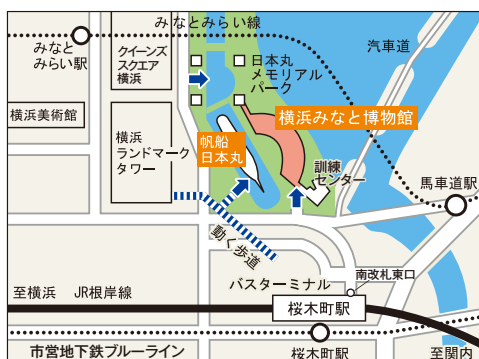 みなとみらい線
みなと
みらい駅
クイーンズ
スクエア
横浜
日本丸
メモリアル
パーク
汽車道
横浜美術館
横浜みなと博物館
横浜
ランドマーク
タワー
帆船
日本丸
訓練
センター
馬車道駅
動く歩道
バスターミナル
南改札東口
至横浜 JR根岸線
桜木町駅
市営地下鉄ブルーライン
桜木町駅
至関内